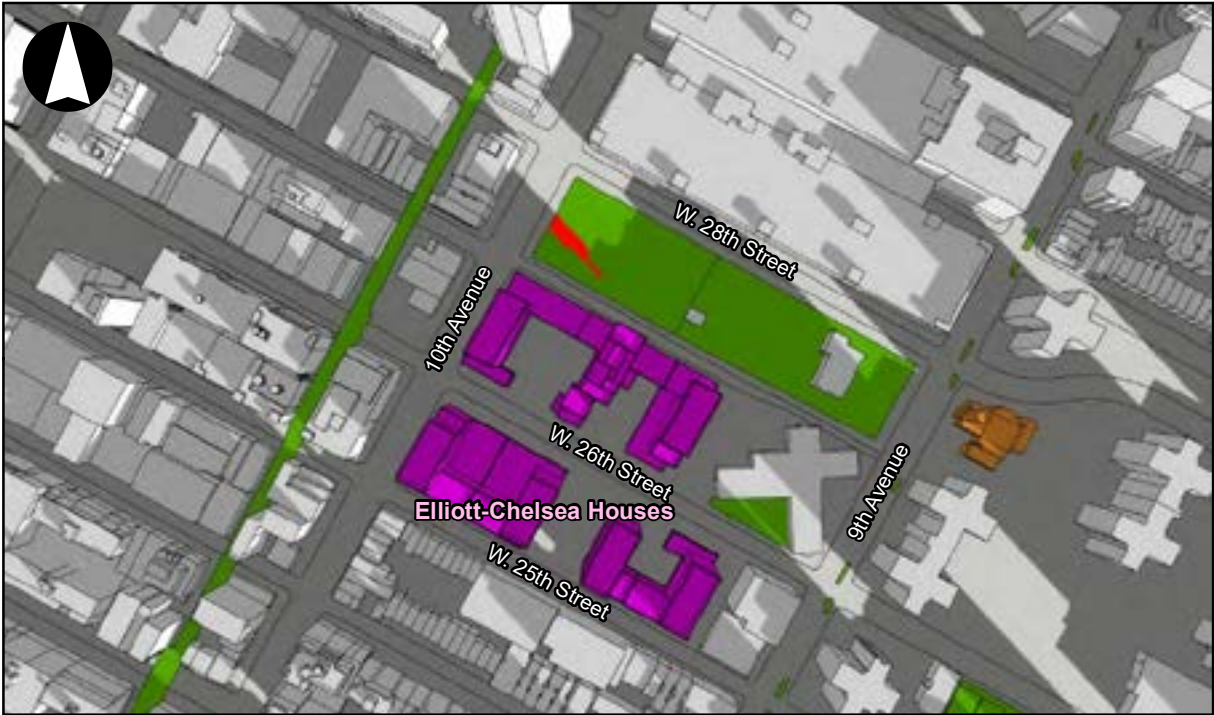 W. 28th Street
10th Avenue
W. 26th Street
9th Avenue
Elliott-Chelsea Houses
W. 25th Street